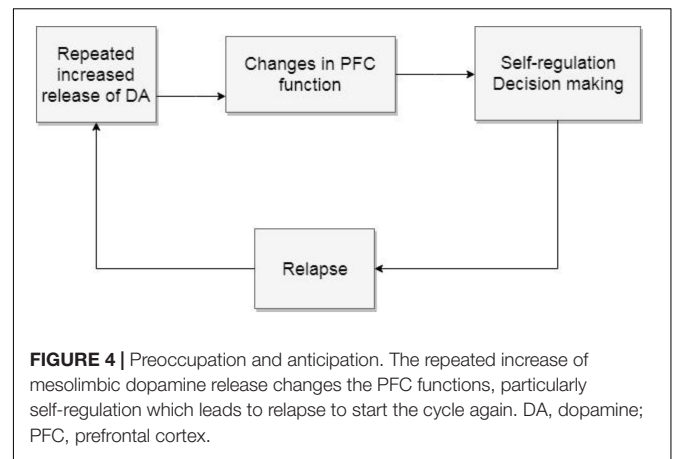 Repeated
increased
release of DA
Changes in PFC
function
Self-regulation
Decision making
Relapse
FIGURE 4 | Preoccupation and anticipation. The repeated increase of
mesolimbic dopamine release changes the PFC functions, particularly
self-regulation which leads to relapse to start the cycle again. DA, dopamine;
PFC, prefrontal cortex.